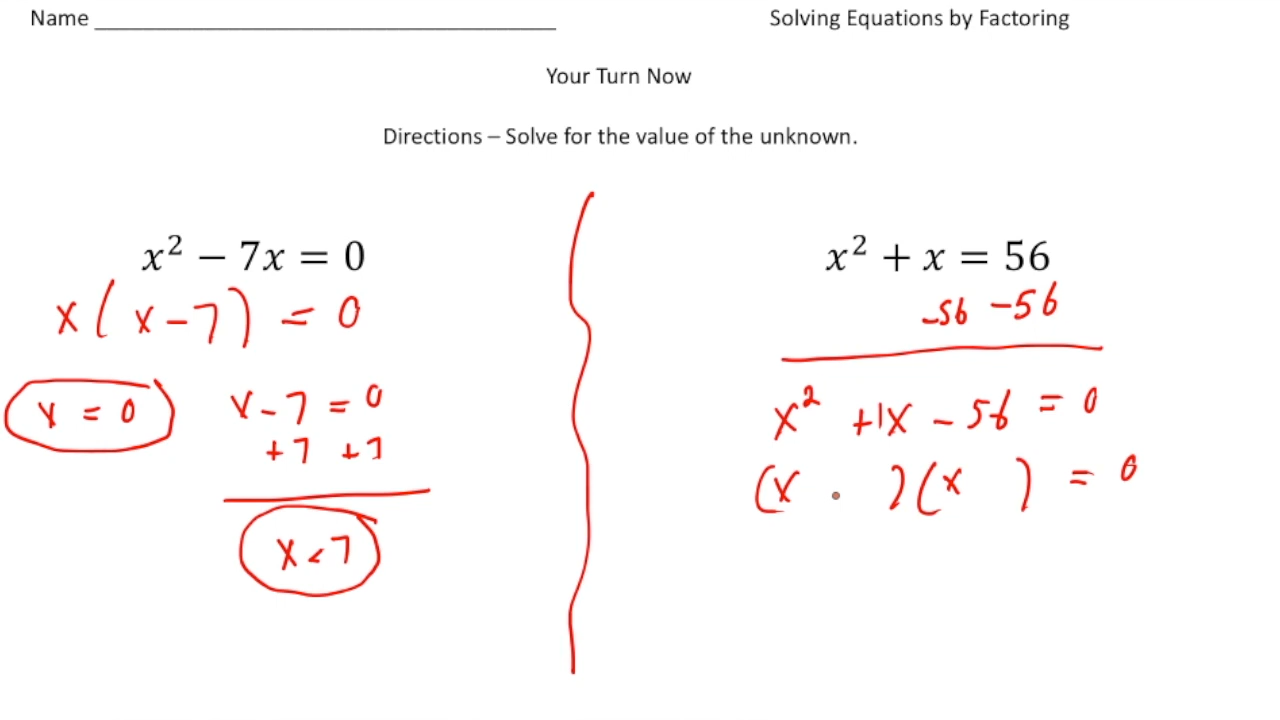 Name ____________________ Solving Equations by Factoring
Your Turn Now
Directions – Solve for the value of the unknown.
x² − 7x = 0
x(x-7) = 0
x = 0
x-7 = 0
+7 +7
x < 7
x² + x = 56
-56 -56
x² +1x - 56 = 0
(x )(x ) = 0